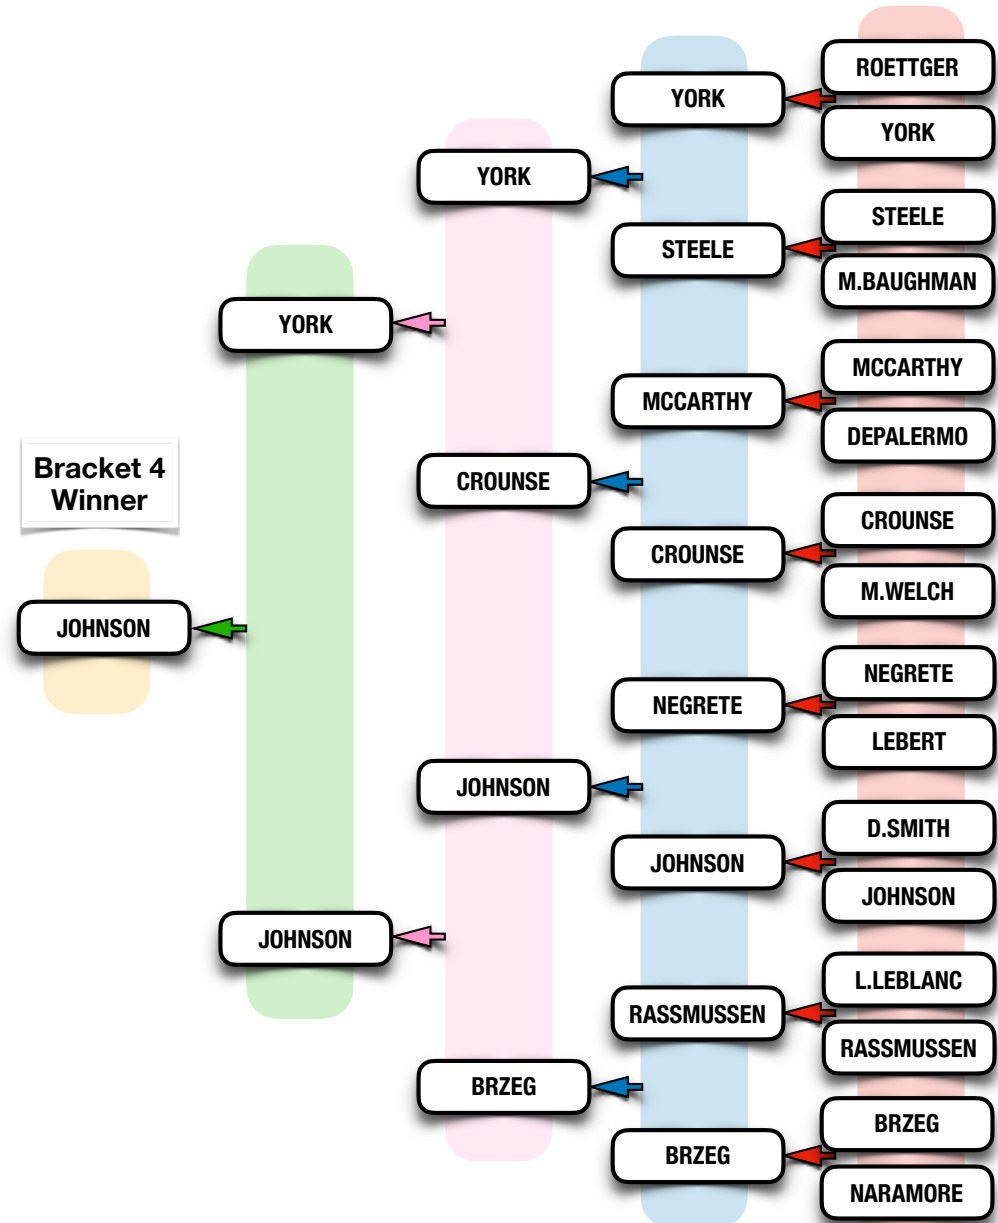 ROETTGER
YORK
YORK
YORK
STEELE
STEELE
M.BAUGHMAN
YORK
MCCARTHY
MCCARTHY
DEPALERMO
Bracket 4
Winner
CROUNSE
CROUNSE
CROUNSE
M.WELCH
JOHNSON
NEGRETE
NEGRETE
LEBERT
JOHNSON
D.SMITH
JOHNSON
JOHNSON
JOHNSON
L.LEBLANC
RASSMUSSEN
RASSMUSSEN
BRZEG
BRZEG
BRZEG
NARAMORE